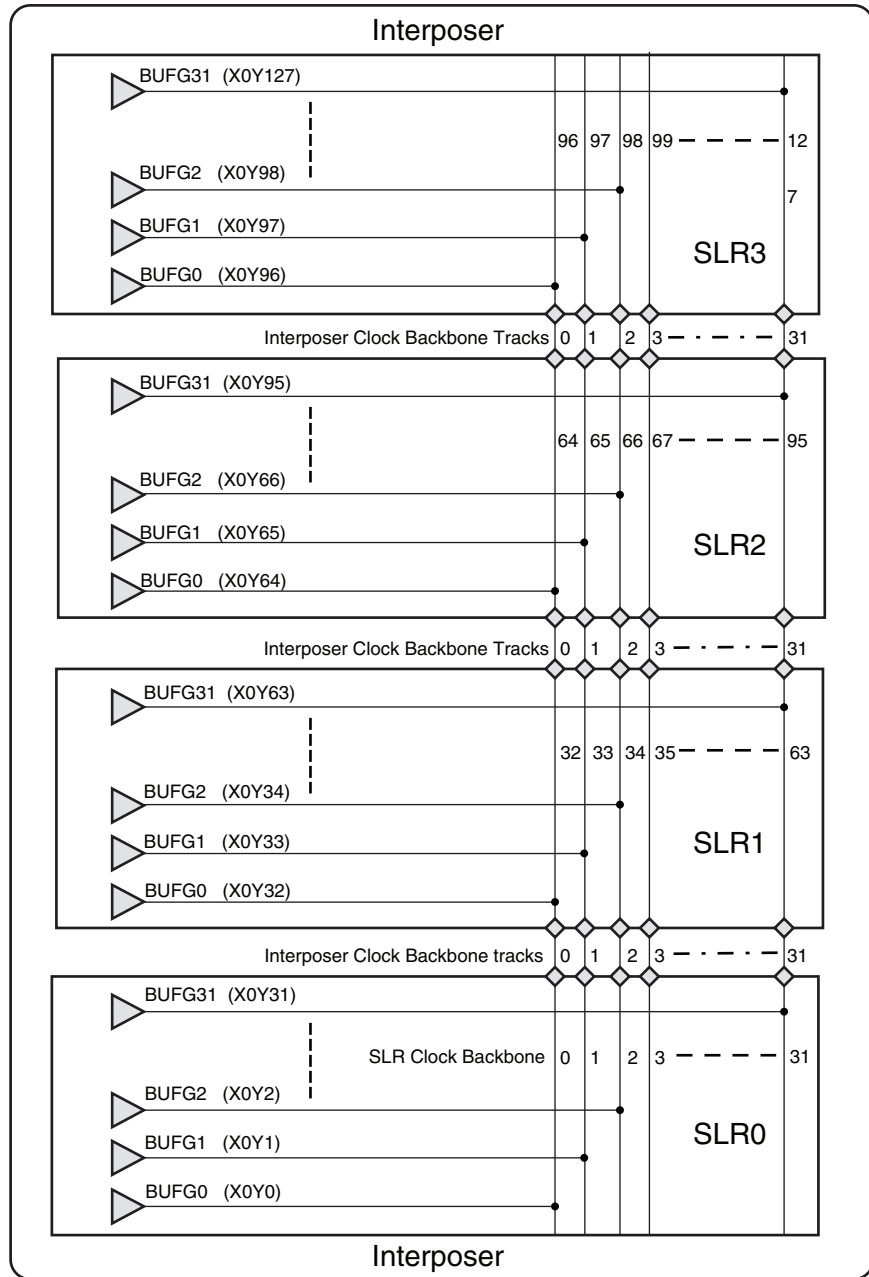 Interposer
BUFG31 (X0Y127)
96 97 98 99 12
7
BUFG2 (X0Y98)
BUFG1 (X0Y97)
SLR3
BUFG0 (X0Y96)
Interposer Clock Backbone Tracks 0 1 2 3 31
BUFG31 (X0Y95)
64 65 66 67 95
BUFG2 (X0Y66)
BUFG1 (X0Y65)
SLR2
BUFG0 (X0Y64)
Interposer Clock Backbone Tracks 0 1 2 3 31
BUFG31 (X0Y63)
32 33 34 35 63
BUFG2 (X0Y34)
BUFG1 (X0Y33)
SLR1
BUFG0 (X0Y32)
Interposer Clock Backbone tracks 0 1 2 3 31
BUFG31 (X0Y31)
SLR Clock Backbone 0 1 2 3 31
BUFG2 (X0Y2)
BUFG1 (X0Y1)
SLR0
BUFG0 (X0Y0)
Interposer